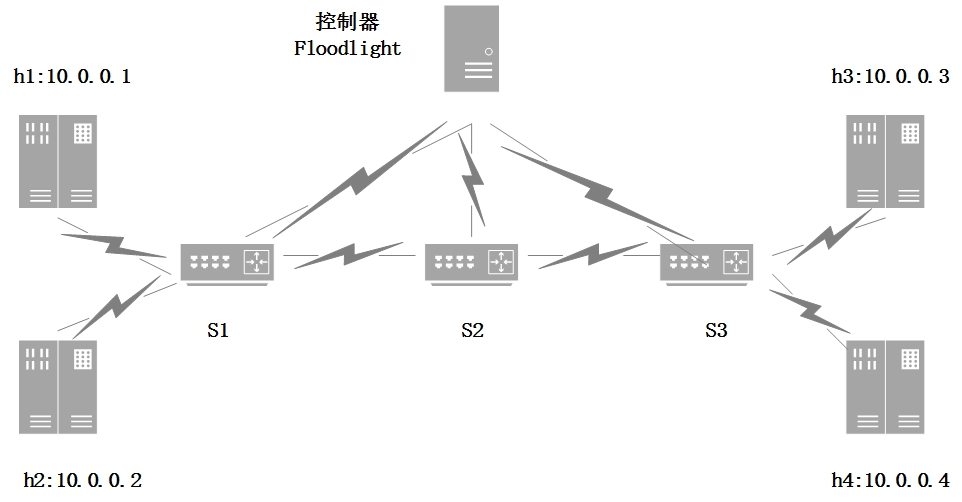 控制器
Floodlight
h1:10.0.0.1
h3:10.0.0.3
S1
S2
S3
h2:10.0.0.2
h4:10.0.0.4